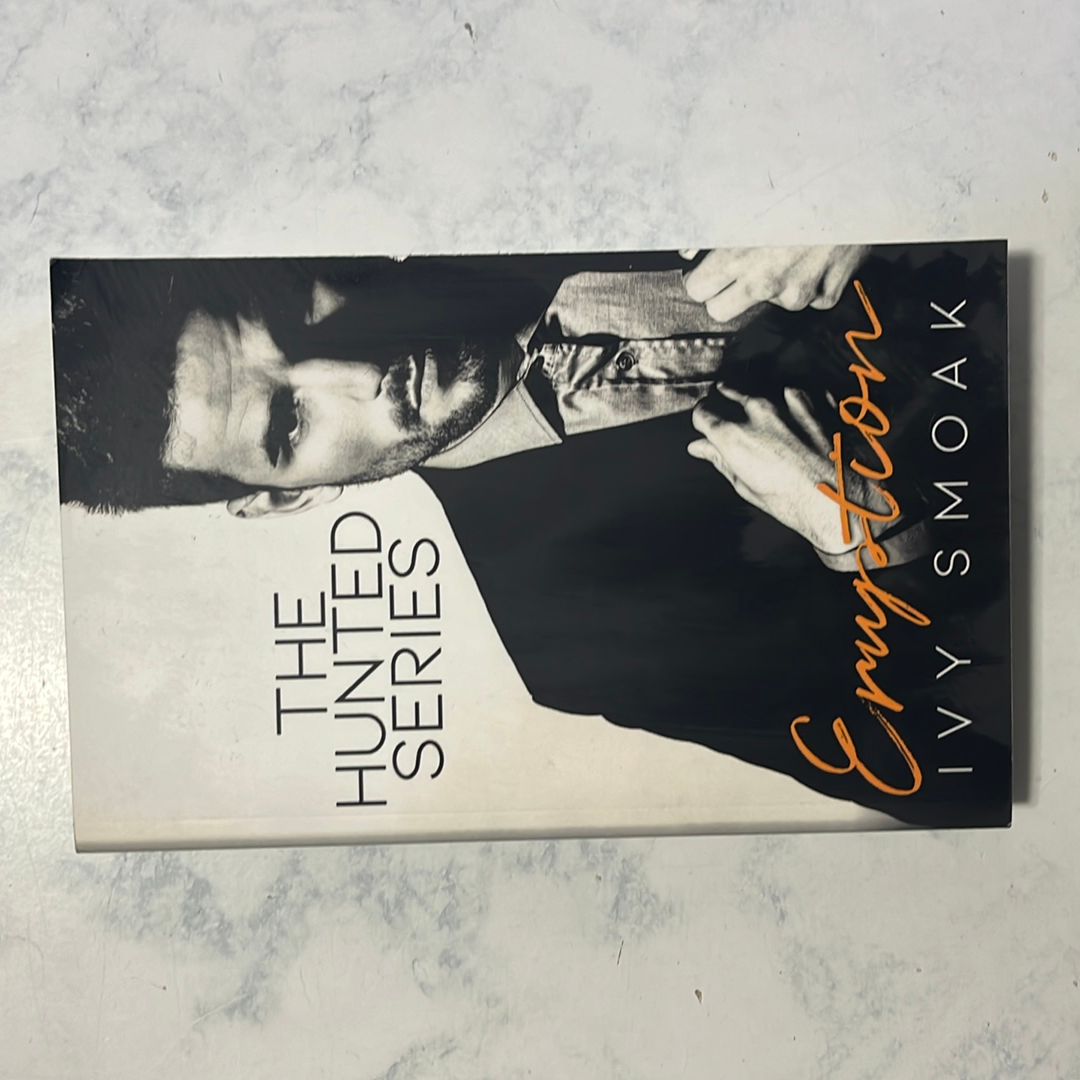 THE
HUNTED
SERIES
Eruption
IVY SMOAK